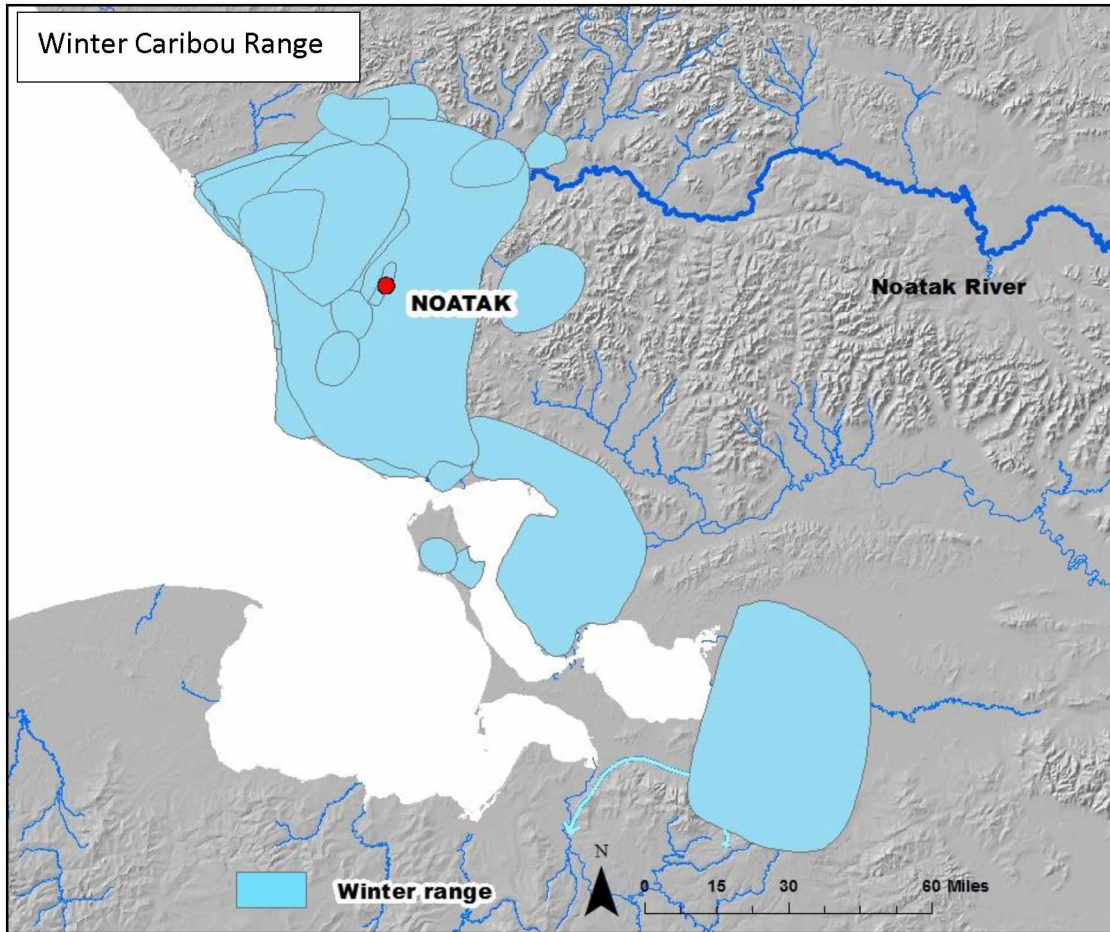 Winter Caribou Range
NOATAK
Noatak River
N
Winter range
0 15 30 60 Miles